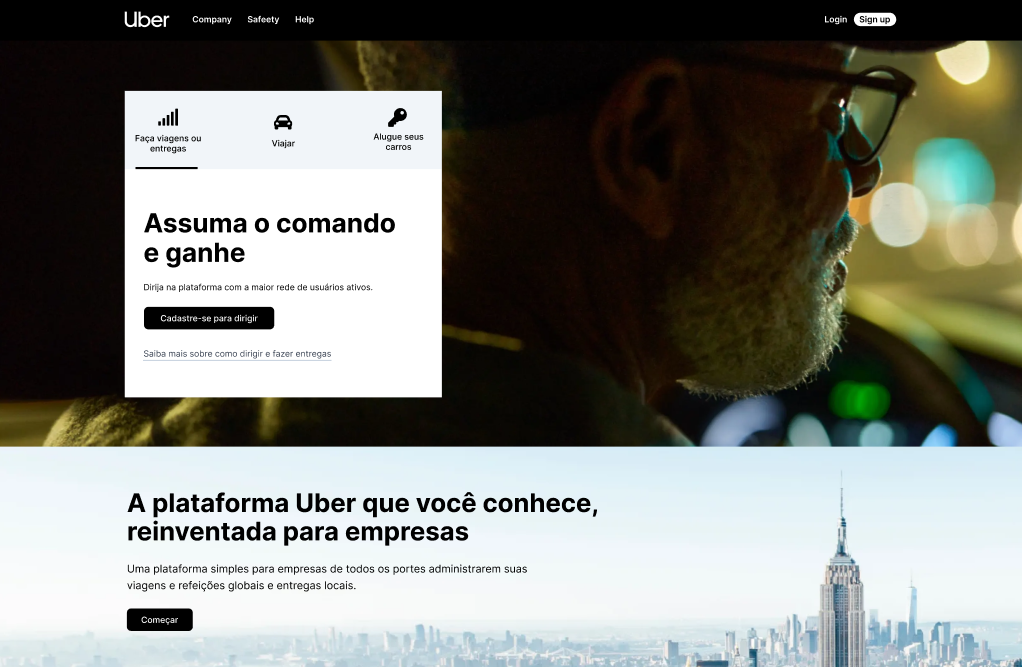 Uber
Company Safeety Help
Login Sign up
Faça viagens ou
entregas
Viajar
Alugue seus
carros
Assuma o comando
e ganhe
Dirija na plataforma com a maior rede de usuários ativos.
Cadastre-se para dirigir
Saiba mais sobre como dirigir e fazer entregas
A plataforma Uber que você conhece,
reinventada para empresas
Uma plataforma simples para empresas de todos os portes administrarem suas
viagens e refeições globais e entregas locais.
Começar